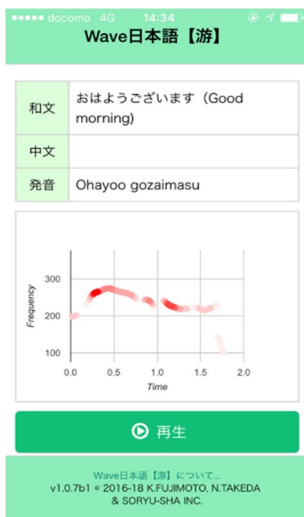 docomo 4G 14:34
Wave日本語【游】
和文 おはようございます（Good
morning)
中文
発音 Ohayoo gozaimasu
Frequency
300
200
100
0.0 0.5 1.0 1.5 2.0
Time
再生
Wave日本語【游】について...
v1.0.7b1 © 2016-18 K.FUJIMOTO, N.TAKEDA
& SORYU-SHA INC.